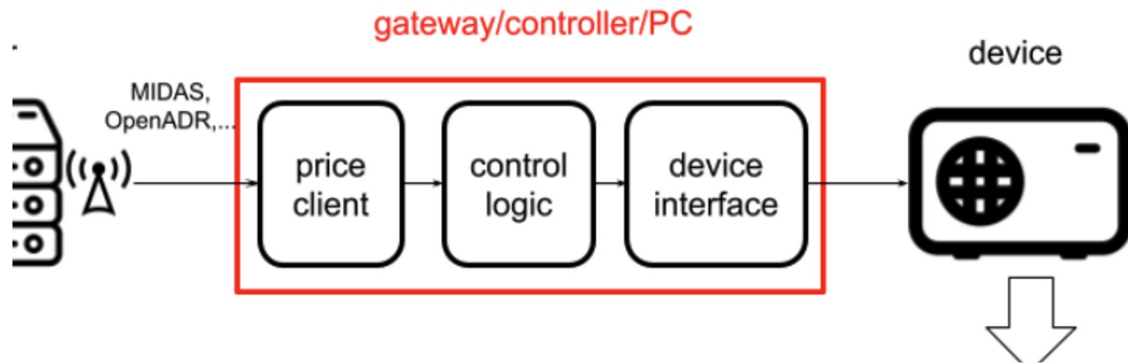 gateway/controller/PC
device
MIDAS,
OpenADR,...
price
client
control
logic
device
interface